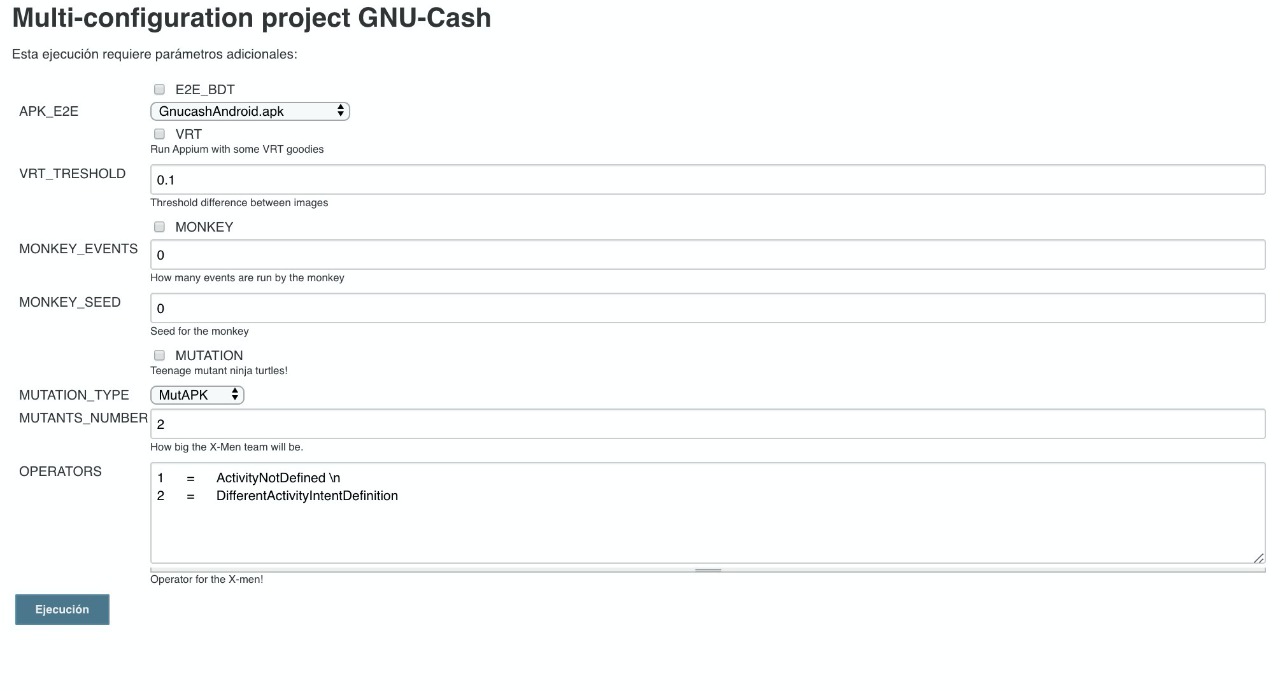 Multi-configuration project GNU-Cash
Esta ejecución requiere parámetros adicionales:
E2E_BDT
APK_E2E GnucashAndroid.apk
VRT
Run Appium with some VRT goodies
VRT_TRESHOLD 0.1
Threshold difference between images
MONKEY
MONKEY_EVENTS 0
How many events are run by the monkey
MONKEY_SEED 0
Seed for the monkey
MUTATION
Teenage mutant ninja turtles!
MUTATION_TYPE MutAPK
MUTANTS_NUMBER 2
How big the X-Men team will be.
OPERATORS 1 = ActivityNotDefined \n
2 = DifferentActivityIntentDefinition
Operator for the X-men!
Ejecución